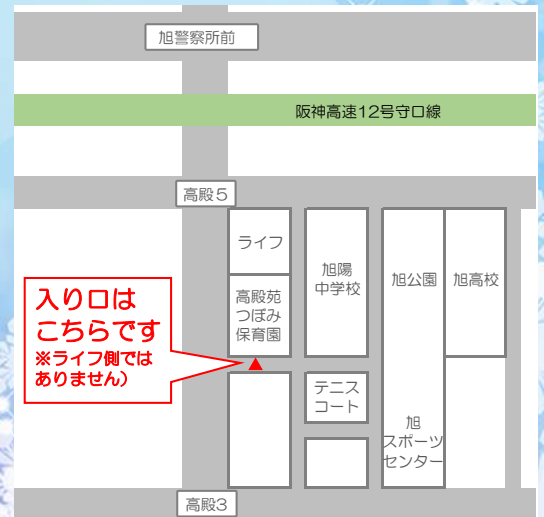 旭警察所前
阪神高速12号守口線
高殿５
ライフ
旭陽
中学校
旭公園
旭高校
高殿苑
つぼみ
保育園
入り口は
こちらです
※ライフ側では
ありません）
テニス
コート
旭
スポーツ
センター
高殿3